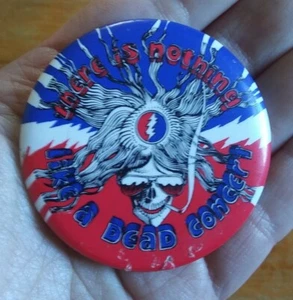 there is nothing
LIKE A DEAD CONCERT